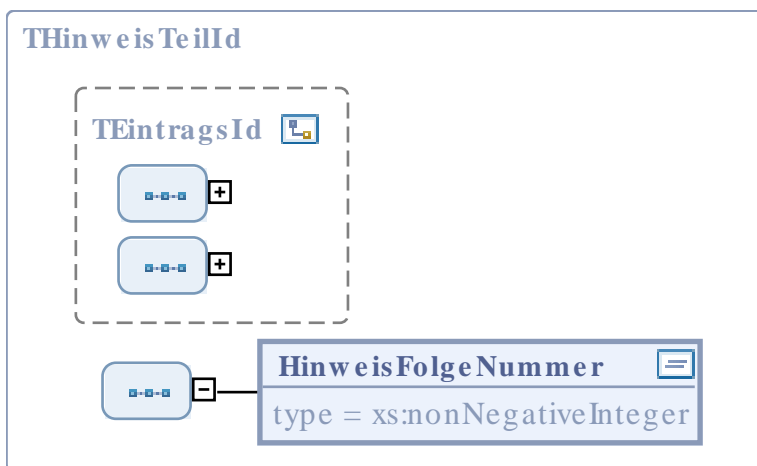 THinweisTeilId
TEintragsId
HinweisFolgeNummer
type = xs:nonNegativeInteger